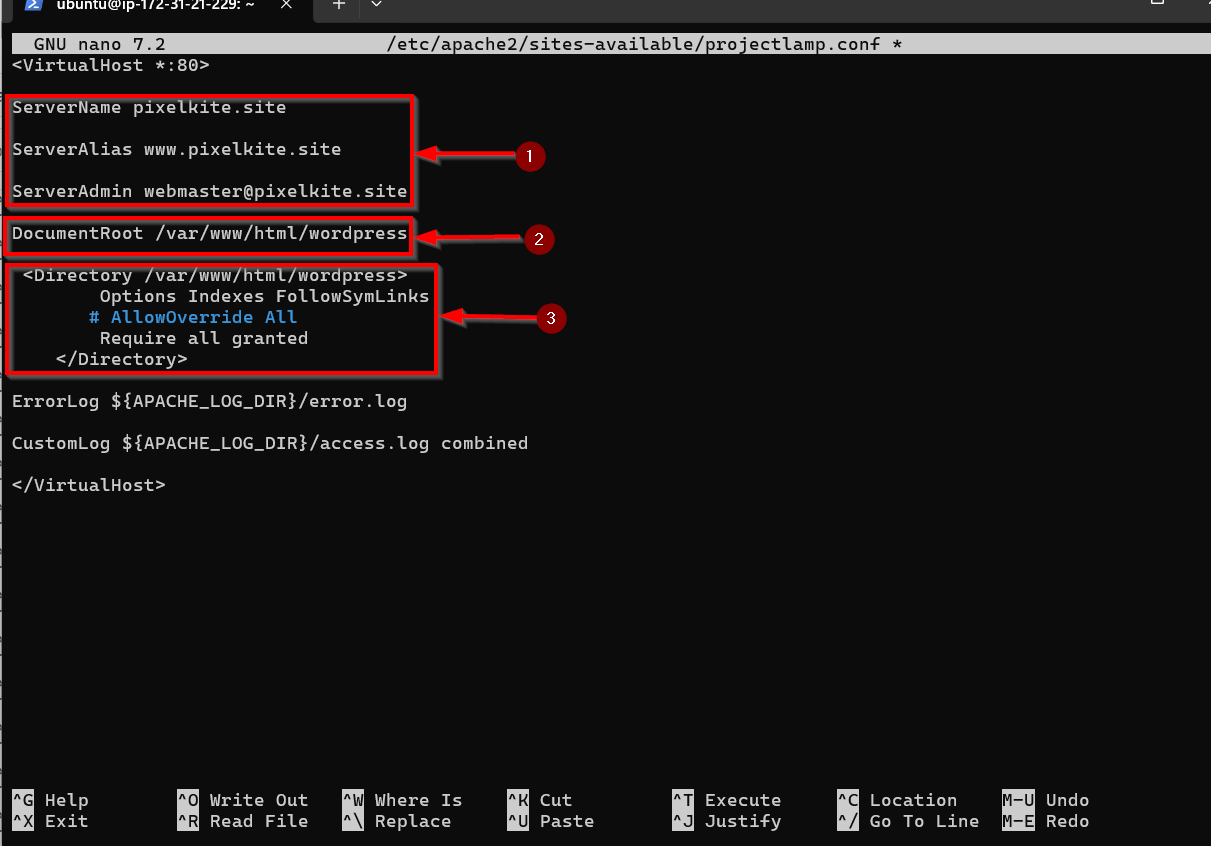 ubuntu@ip-172-31-21-229: ~
GNU nano 7.2 /etc/apache2/sites-available/projectlamp.conf *
<VirtualHost *:80>
ServerName pixelkite.site
ServerAlias www.pixelkite.site
1
ServerAdmin webmaster@pixelkite.site
DocumentRoot /var/www/html/wordpress
2
<Directory /var/www/html/wordpress>
Options Indexes FollowSymLinks
# AllowOverride All
3
Require all granted
</Directory>
ErrorLog ${APACHE_LOG_DIR}/error.log
CustomLog ${APACHE_LOG_DIR}/access.log combined
</VirtualHost>
^G Help ^O Write Out ^W Where Is ^K Cut ^T Execute ^C Location M-U Undo
^X Exit ^R Read File ^\ Replace ^U Paste ^J Justify ^/ Go To Line M-E Redo